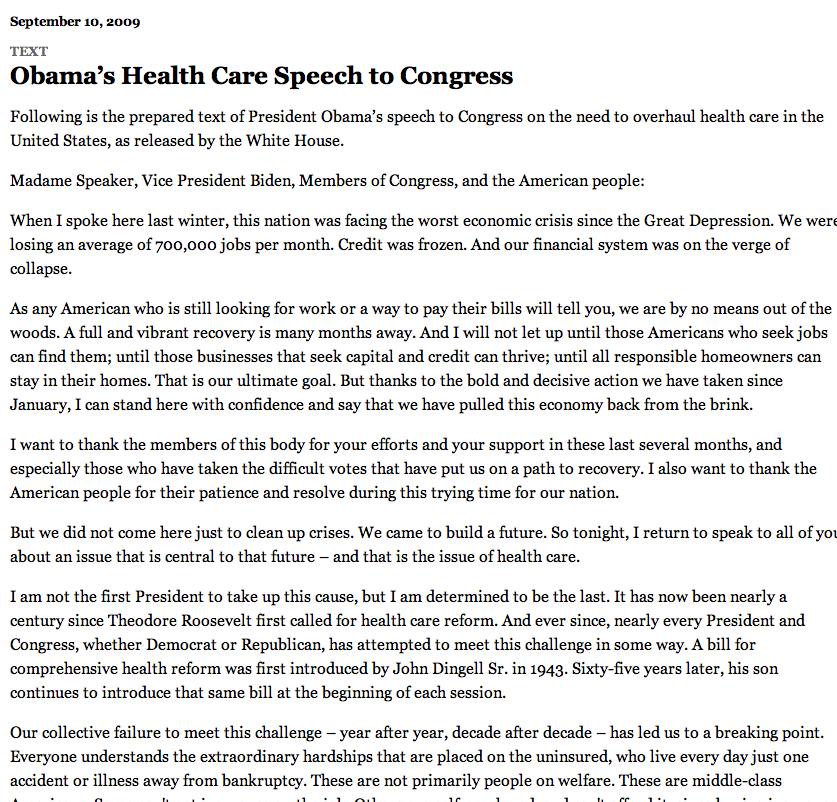 September 10, 2009
TEXT
Obama’s Health Care Speech to Congress
Following is the prepared text of President Obama’s speech to Congress on the need to overhaul health care in the
United States, as released by the White House.
Madame Speaker, Vice President Biden, Members of Congress, and the American people:
When I spoke here last winter, this nation was facing the worst economic crisis since the Great Depression. We were
losing an average of 700,000 jobs per month. Credit was frozen. And our financial system was on the verge of
collapse.
As any American who is still looking for work or a way to pay their bills will tell you, we are by no means out of the
woods. A full and vibrant recovery is many months away. And I will not let up until those Americans who seek jobs
can find them; until those businesses that seek capital and credit can thrive; until all responsible homeowners can
stay in their homes. That is our ultimate goal. But thanks to the bold and decisive action we have taken since
January, I can stand here with confidence and say that we have pulled this economy back from the brink.
I want to thank the members of this body for your efforts and your support in these last several months, and
especially those who have taken the difficult votes that have put us on a path to recovery. I also want to thank the
American people for their patience and resolve during this trying time for our nation.
But we did not come here just to clean up crises. We came to build a future. So tonight, I return to speak to all of you
about an issue that is central to that future – and that is the issue of health care.
I am not the first President to take up this cause, but I am determined to be the last. It has now been nearly a
century since Theodore Roosevelt first called for health care reform. And ever since, nearly every President and
Congress, whether Democrat or Republican, has attempted to meet this challenge in some way. A bill for
comprehensive health reform was first introduced by John Dingell Sr. in 1943. Sixty-five years later, his son
continues to introduce that same bill at the beginning of each session.
Our collective failure to meet this challenge – year after year, decade after decade – has led us to a breaking point.
Everyone understands the extraordinary hardships that are placed on the uninsured, who live every day just one
accident or illness away from bankruptcy. These are not primarily people on welfare. These are middle-class